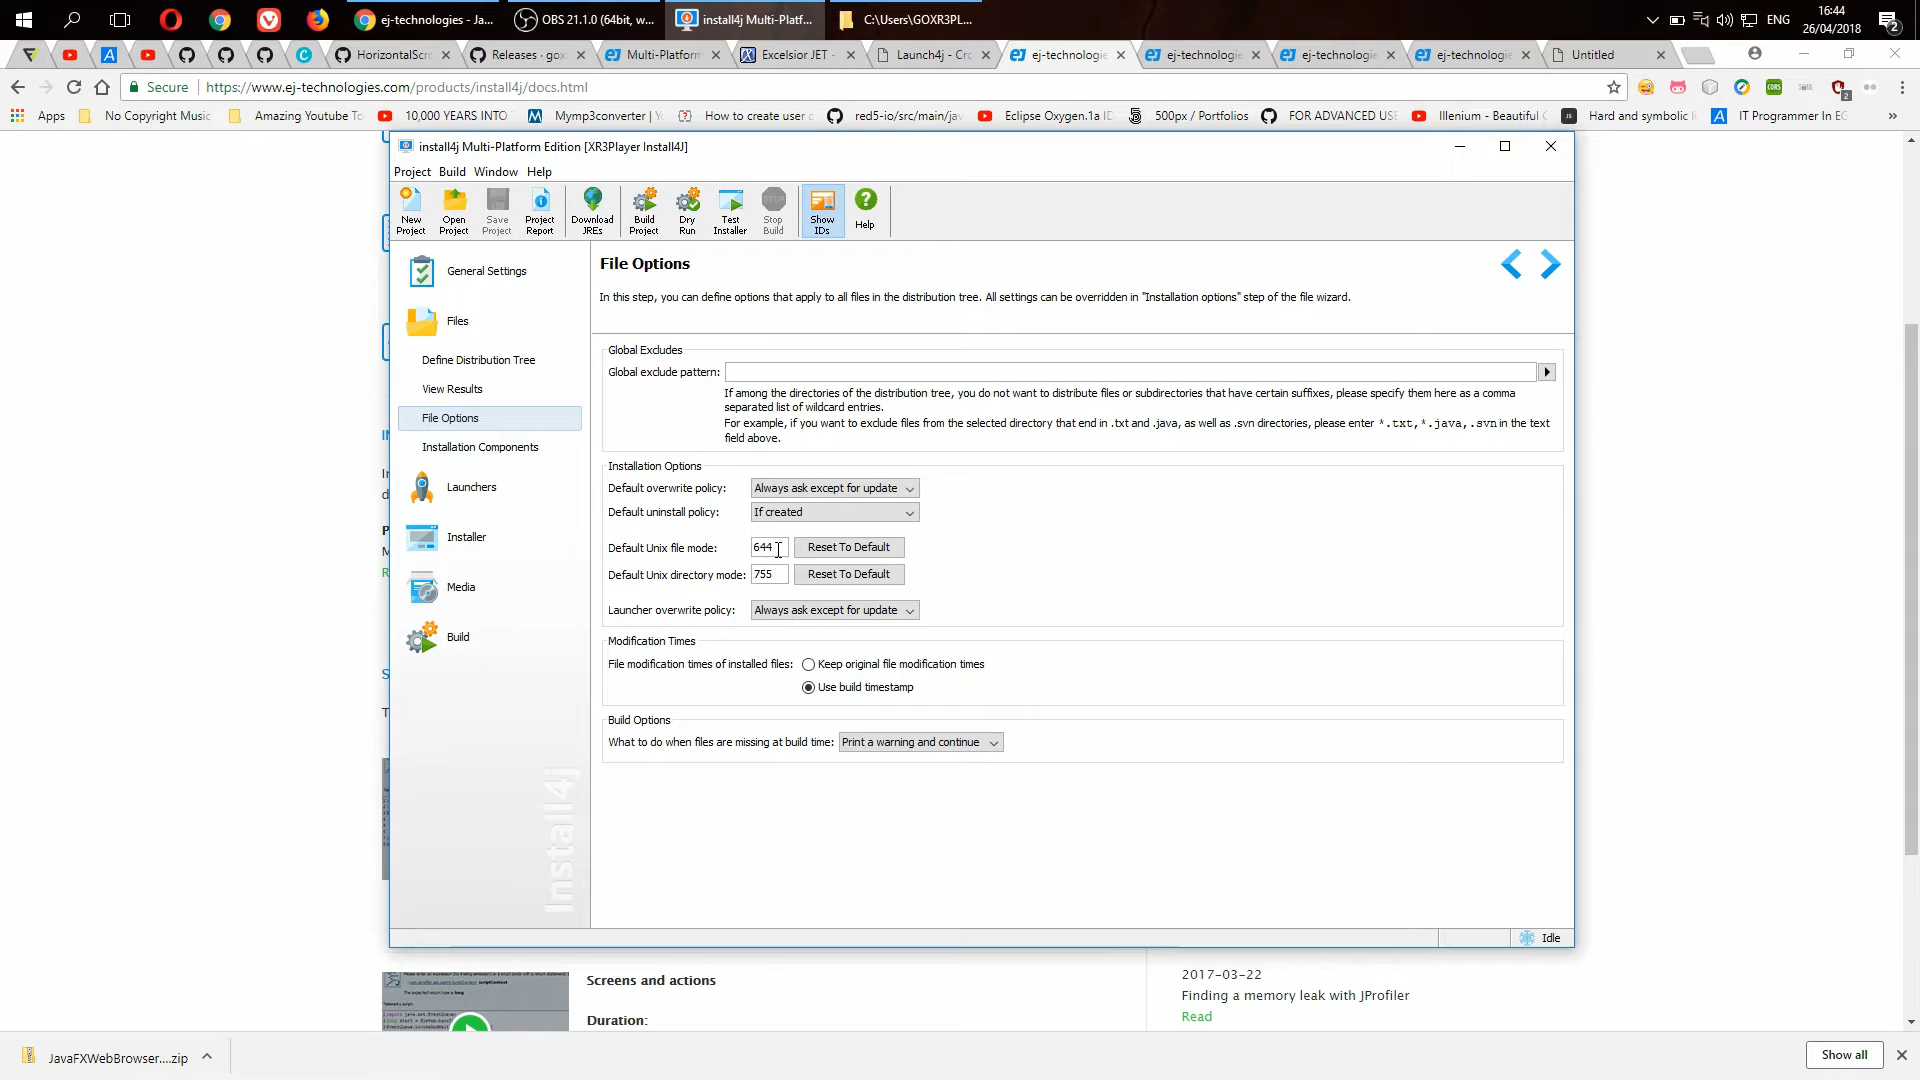 ej-technologies - Ja...
OBS 21.1.0 (64bit, w...
install4j Multi-Platf...
C:\Users\GOXR3PL...
ENG
16:44
26/04/2018
2
HorizontalScr
Releases · goxr
Multi-Platform
Excelsior JET -
Launch4j - Cro
ej-technologie
ej-technologie
ej-technologie
ej-technologie
Untitled
Secure
https://www.ej-technologies.com/products/install4j/docs.html
Apps
No Copyright Music
Amazing Youtube To
10,000 YEARS INTO
Mymp3converter | Y
How to create user d
red5-io/src/main/jav
Eclipse Oxygen.1a ID
500px / Portfolios
FOR ADVANCED USE
Illenium - Beautiful C
Hard and symbolic li
IT Programmer In EG
»
install4j Multi-Platform Edition [XR3Player Install4J]
Project Build Window Help
New Project
Open Project
Save Project
Project Report
Download JREs
Build Project
Dry Run
Test Installer
Stop Build
Show IDs
Help
General Settings
Files
Define Distribution Tree
View Results
File Options
Installation Components
Launchers
Installer
Media
Build
install4j
File Options
In this step, you can define options that apply to all files in the distribution tree. All settings can be overridden in "Installation options" step of the file wizard.
Global Excludes
Global exclude pattern:
If among the directories of the distribution tree, you do not want to distribute files or subdirectories that have certain suffixes, please specify them here as a comma
separated list of wildcard entries.
For example, if you want to exclude files from the selected directory that end in .txt and .java, as well as .svn directories, please enter *.txt,*.java,.svn in the text
field above.
Installation Options
Default overwrite policy: Always ask except for update
Default uninstall policy: If created
Default Unix file mode: 644 Reset To Default
Default Unix directory mode: 755 Reset To Default
Launcher overwrite policy: Always ask except for update
Modification Times
File modification times of installed files: Keep original file modification times
Use build timestamp
Build Options
What to do when files are missing at build time: Print a warning and continue
Idle
Screens and actions
Duration:
2017-03-22
Finding a memory leak with JProfiler
Read
JavaFXWebBrowser....zip
Show all